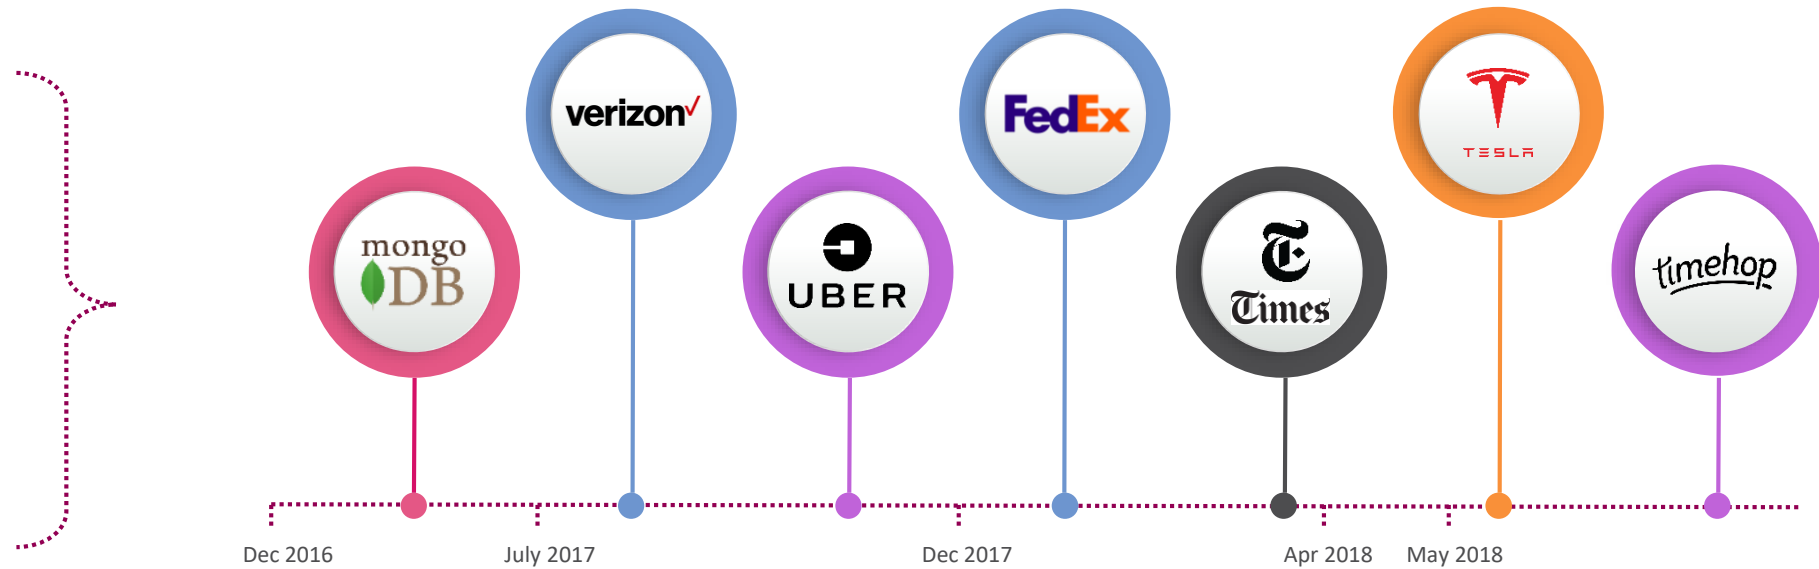 verizon
FedEx
TESLA
mongo
DB
UBER
T
Times
timehop
Dec 2016
July 2017
Dec 2017
Apr 2018
May 2018